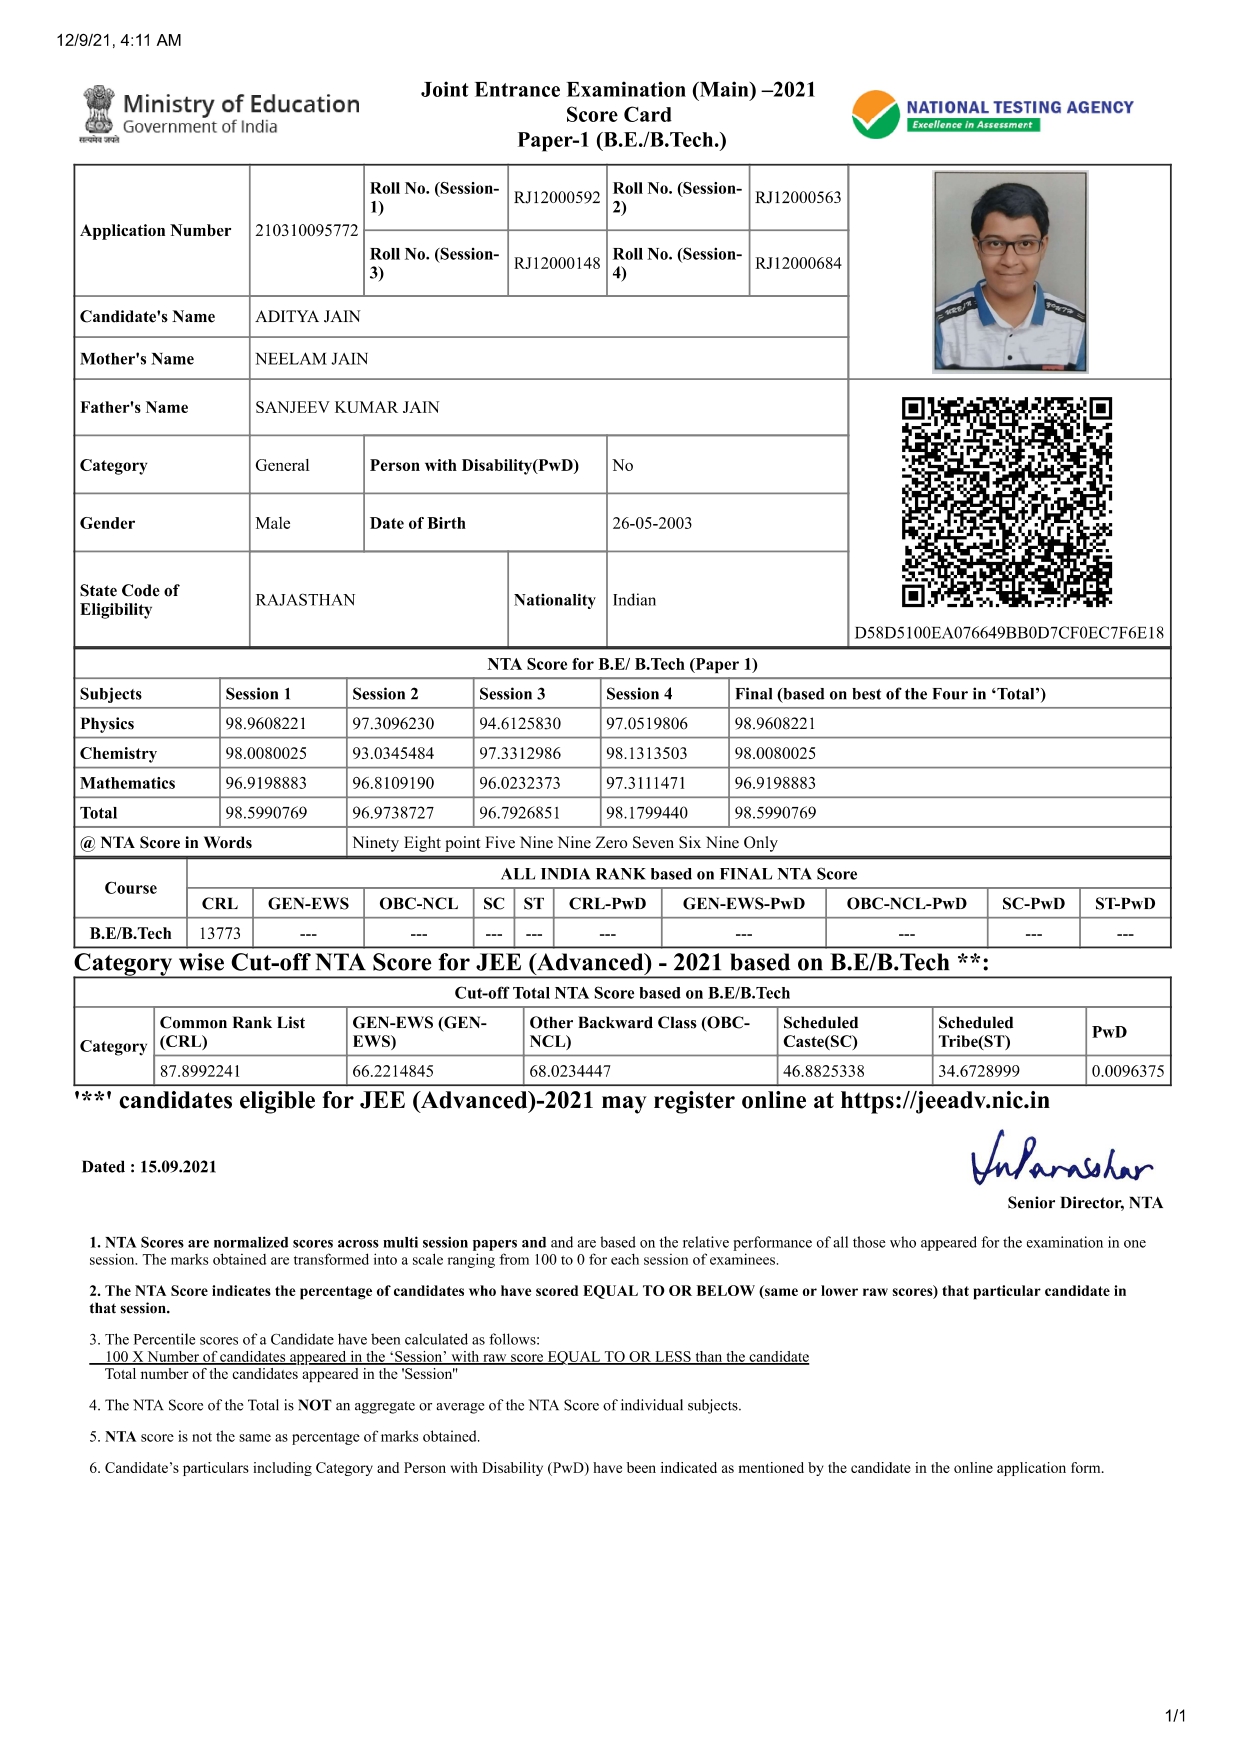 12/9/21, 4:11 AM
Ministry of Education
Government of India
सत्यमेव जयते
Joint Entrance Examination (Main) –2021
Score Card
Paper-1 (B.E./B.Tech.)
NATIONAL TESTING AGENCY
Excellence in Assessment
Application Number 210310095772 Roll No. (Session-1) RJ12000592 Roll No. (Session-2) RJ12000563
Roll No. (Session-3) RJ12000148 Roll No. (Session-4) RJ12000684
Candidate's Name ADITYA JAIN
Mother's Name NEELAM JAIN
Father's Name SANJEEV KUMAR JAIN
Category General Person with Disability(PwD) No
Gender Male Date of Birth 26-05-2003
State Code of Eligibility RAJASTHAN Nationality Indian
D58D5100EA076649BB0D7CF0EC7F6E18
NTA Score for B.E/ B.Tech (Paper 1)
Subjects Session 1 Session 2 Session 3 Session 4 Final (based on best of the Four in ‘Total’)
Physics 98.9608221 97.3096230 94.6125830 97.0519806 98.9608221
Chemistry 98.0080025 93.0345484 97.3312986 98.1313503 98.0080025
Mathematics 96.9198883 96.8109190 96.0232373 97.3111471 96.9198883
Total 98.5990769 96.9738727 96.7926851 98.1799440 98.5990769
@ NTA Score in Words Ninety Eight point Five Nine Nine Zero Seven Six Nine Only
Course ALL INDIA RANK based on FINAL NTA Score
CRL GEN-EWS OBC-NCL SC ST CRL-PwD GEN-EWS-PwD OBC-NCL-PwD SC-PwD ST-PwD
B.E/B.Tech 13773 --- --- --- --- --- --- --- --- ---
Category wise Cut-off NTA Score for JEE (Advanced) - 2021 based on B.E/B.Tech **:
Cut-off Total NTA Score based on B.E/B.Tech
Category Common Rank List (CRL) GEN-EWS (GEN-EWS) Other Backward Class (OBC-NCL) Scheduled Caste(SC) Scheduled Tribe(ST) PwD
87.8992241 66.2214845 68.0234447 46.8825338 34.6728999 0.0096375
'**' candidates eligible for JEE (Advanced)-2021 may register online at https://jeeadv.nic.in
Dated : 15.09.2021
Senior Director, NTA
1. NTA Scores are normalized scores across multi session papers and and are based on the relative performance of all those who appeared for the examination in one
session. The marks obtained are transformed into a scale ranging from 100 to 0 for each session of examinees.
2. The NTA Score indicates the percentage of candidates who have scored EQUAL TO OR BELOW (same or lower raw scores) that particular candidate in
that session.
3. The Percentile scores of a Candidate have been calculated as follows:
100 X Number of candidates appeared in the ‘Session’ with raw score EQUAL TO OR LESS than the candidate
Total number of the candidates appeared in the 'Session"
4. The NTA Score of the Total is NOT an aggregate or average of the NTA Score of individual subjects.
5. NTA score is not the same as percentage of marks obtained.
6. Candidate’s particulars including Category and Person with Disability (PwD) have been indicated as mentioned by the candidate in the online application form.
1/1